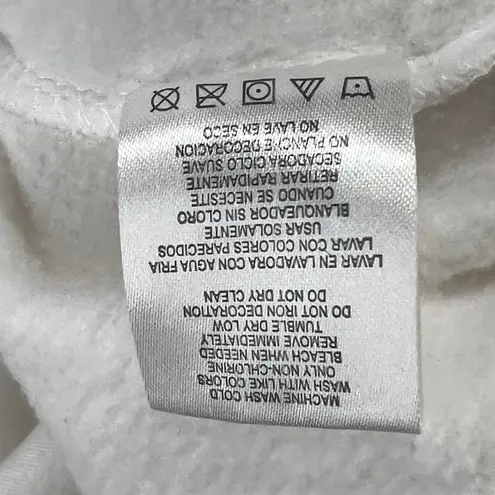 MACHINE WASH COLD
WASH WITH LIKE COLORS
ONLY NON-CHLORINE
BLEACH WHEN NEEDED
REMOVE IMMEDIATELY
TUMBLE DRY LOW
DO NOT IRON DECORATION
DO NOT DRY CLEAN
LAVAR EN LAVADORA CON AGUA FRIA
LAVAR CON COLORES PARECIDOS
USAR SOLAMENTE
BLANQUEADOR SIN CLORO
CUANDO SE NECESITE
RETIRAR RAPIDAMENTE
SECADORA CICLO SUAVE
NO PLANCHE DECORACION
NO LAVE EN SECO